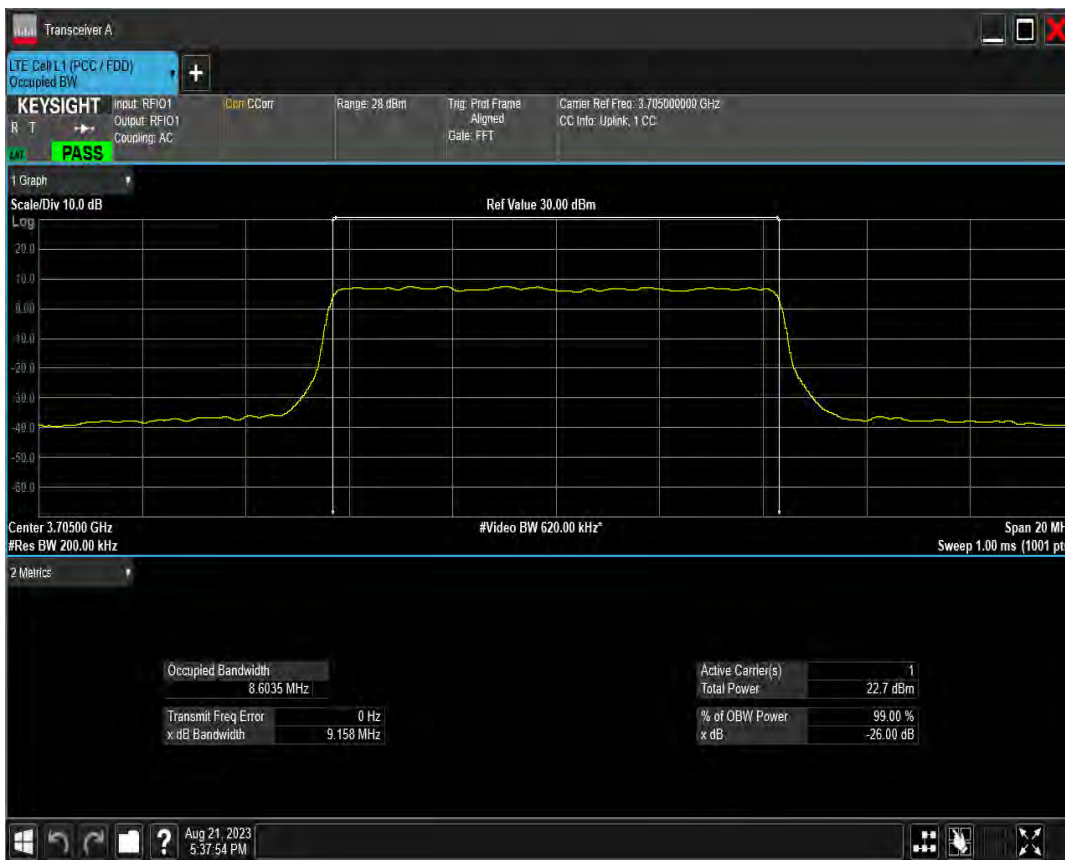 Transceiver A
LTE Cell L1 (PCC / FDD)
Occupied BW
+
KEYSIGHT
R T
PASS
Input: RFIO1
Output: RFIO1
Coupling: AC
Corr CCorr
Range: 28 dBm
Trig: Prot Frame
Aligned
Gate: FFT
Carrier Ref Freq: 3.705000000 GHz
CC Info: Uplink, 1 CC
1 Graph
Scale/Div 10.0 dB
Ref Value 30.00 dBm
Log
20.0
10.0
0.00
-10.0
-20.0
-30.0
-40.0
-50.0
-60.0
Center 3.70500 GHz
#Video BW 620.00 kHz*
Span 20 MH
#Res BW 200.00 kHz
Sweep 1.00 ms (1001 pt
2 Metrics
Occupied Bandwidth
8.6035 MHz
Transmit Freq Error 0 Hz
x dB Bandwidth 9.158 MHz
Active Carrier(s) 1
Total Power 22.7 dBm
% of OBW Power 99.00 %
x dB -26.00 dB
?
Aug 21, 2023
5:37:54 PM